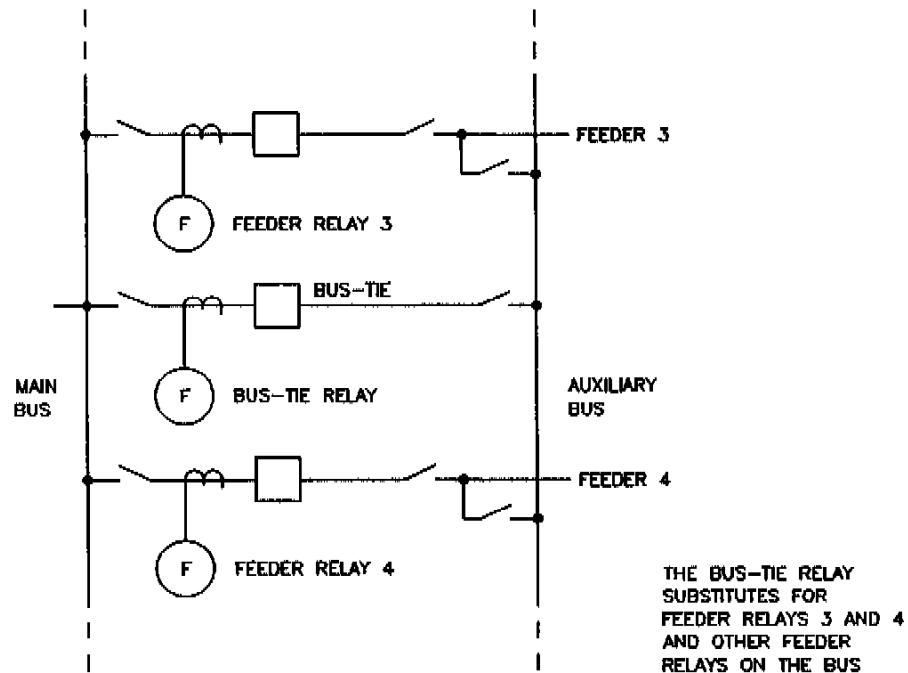 FEEDER 3
F
FEEDER RELAY 3
BUS-TIE
F
BUS-TIE RELAY
MAIN
BUS
AUXILIARY
BUS
FEEDER 4
F
FEEDER RELAY 4
THE BUS-TIE RELAY
SUBSTITUTES FOR
FEEDER RELAYS 3 AND 4
AND OTHER FEEDER
RELAYS ON THE BUS